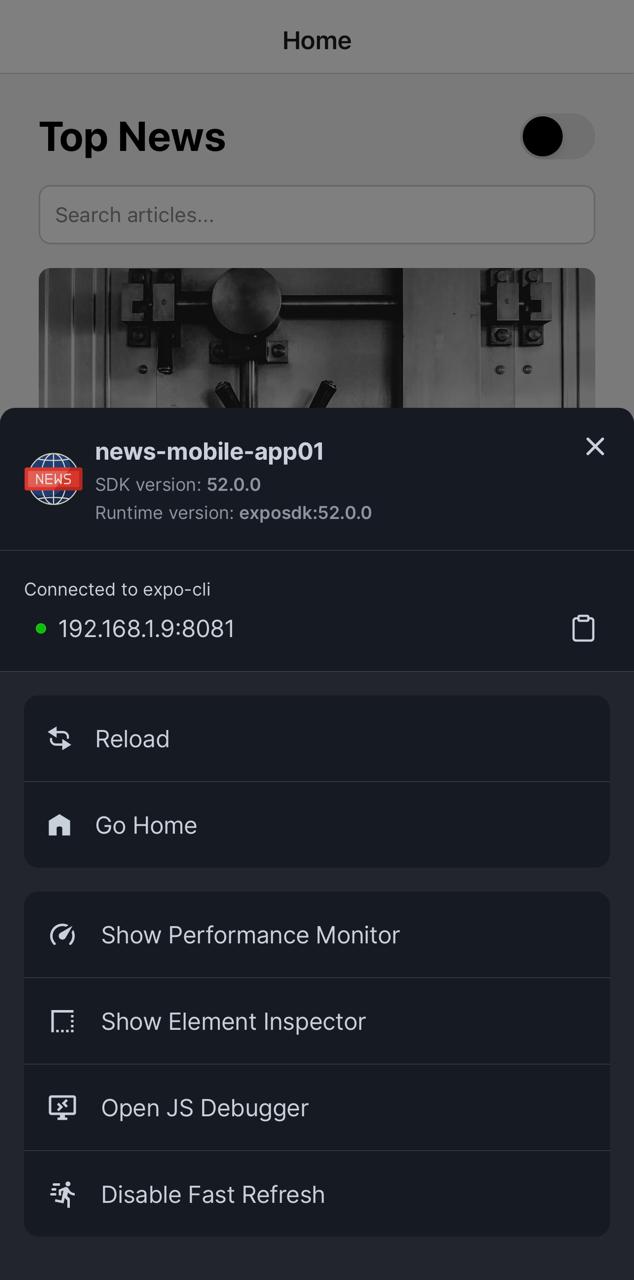 Home
Top News
Search articles...
news-mobile-app01
SDK version: 52.0.0
Runtime version: exposdk:52.0.0
NEWS
Connected to expo-cli
192.168.1.9:8081
Reload
Go Home
Show Performance Monitor
Show Element Inspector
Open JS Debugger
Disable Fast Refresh